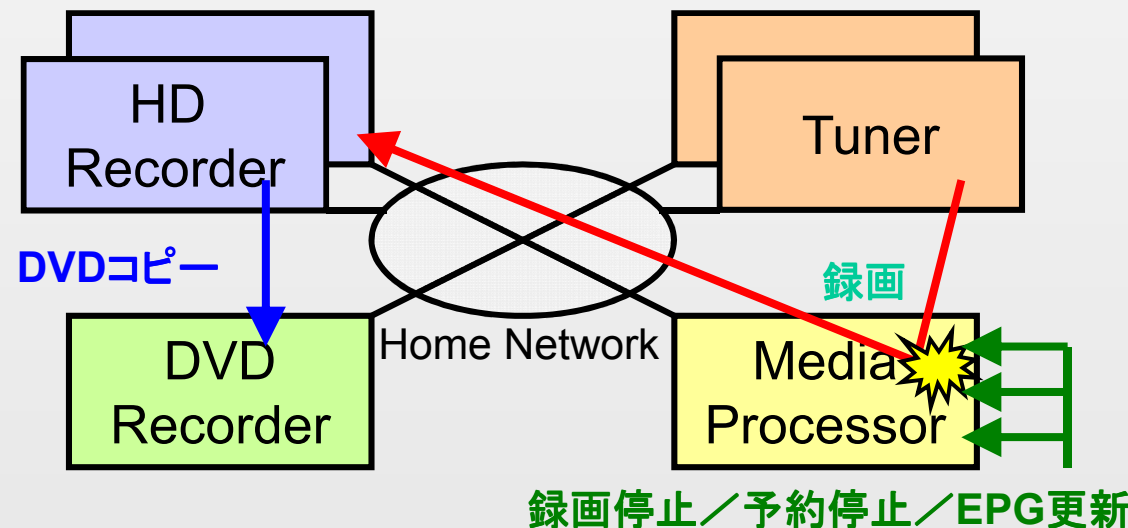 HD
Recorder
Tuner
DVDコピー
録画
Home Network
DVD
Recorder
Media
Processor
録画停止／予約停止／EPG更新